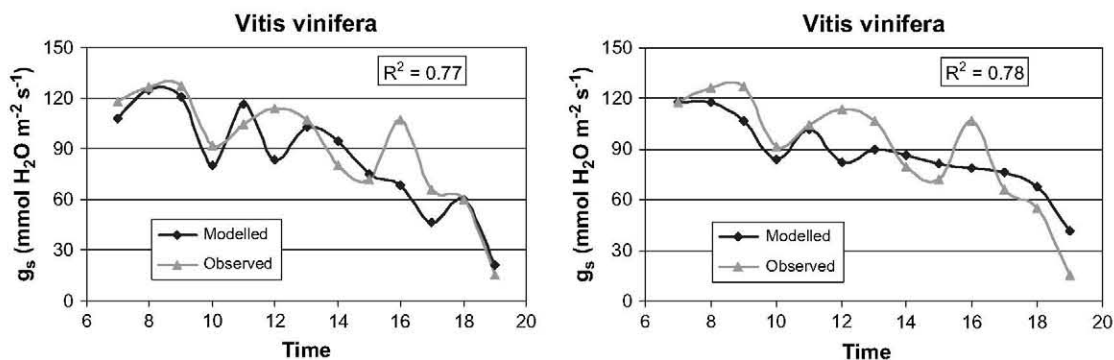 Vitis vinifera
R² = 0.77
gₛ (mmol H₂O m⁻² s⁻¹)
150
120
90
60
30
0
Modelled
Observed
6 8 10 12 14 16 18 20
Time
Vitis vinifera
R² = 0.78
gₛ (mmol H₂O m⁻² s⁻¹)
150
120
90
60
30
0
Modelled
Observed
6 8 10 12 14 16 18 20
Time